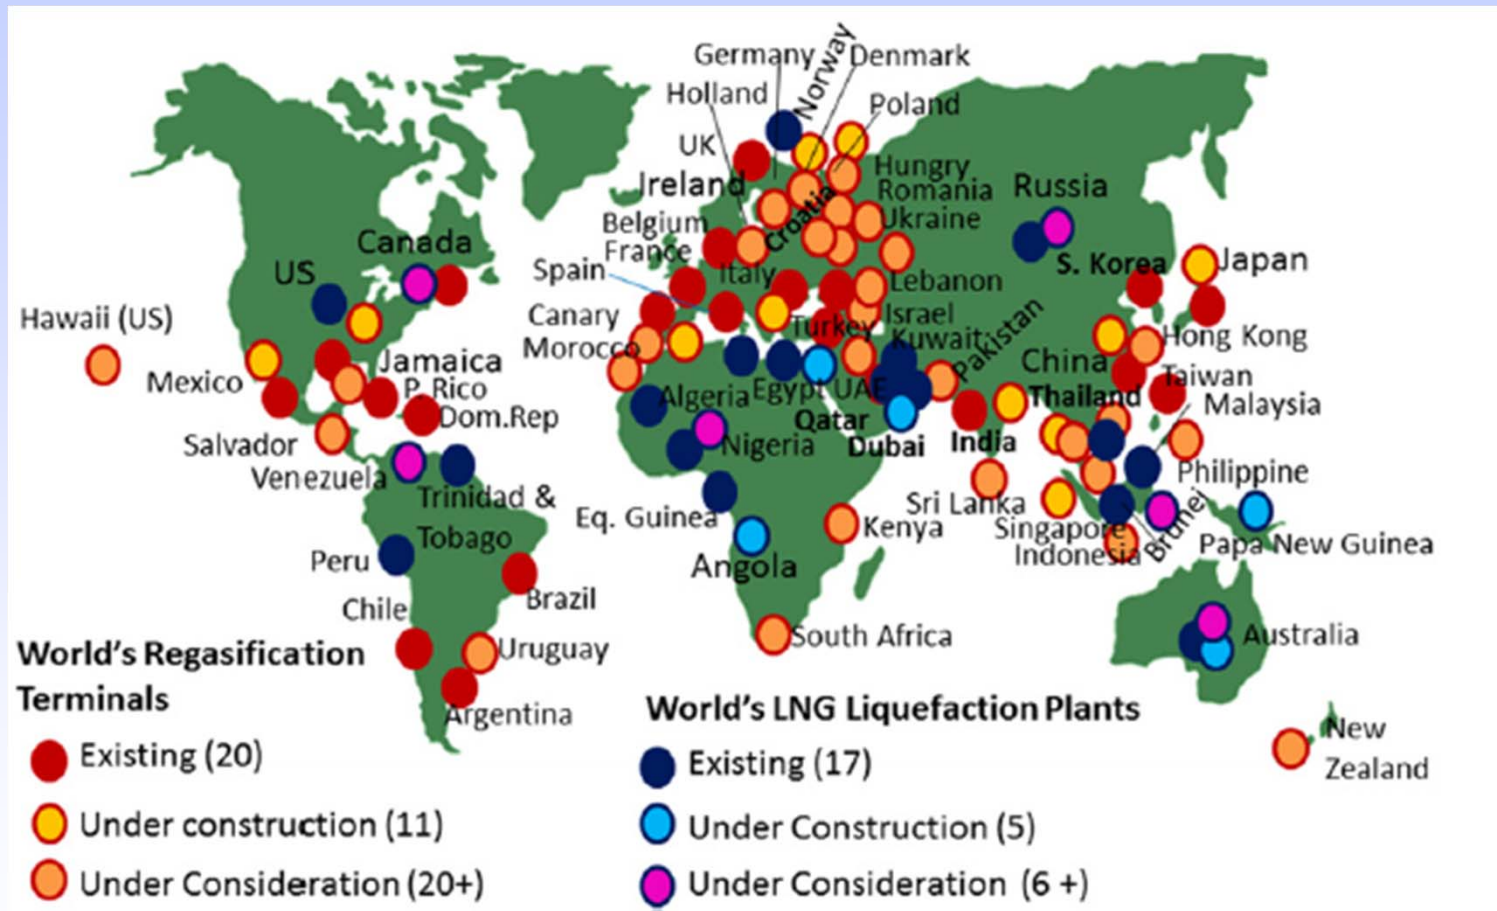 Germany
Norway
Denmark
Holland
Poland
UK
Hungry
Ireland
Romania
Russia
Croatia
Belgium
Ukraine
France
Canada
S. Korea
Japan
Spain
Italy
US
Lebanon
Canary
Israel
Hawaii (US)
Turkey
Kuwait
Pakistan
Hong Kong
Morocco
Jamaica
China
Mexico
P. Rico
Algeria
Egypt
UAE
Thailand
Taiwan
Malaysia
Dom.Rep
Qatar
Salvador
Nigeria
Dubai
India
Venezuela
Philippine
Trinidad &
Tobago
Eq. Guinea
Sri Lanka
Kenya
Singapore
Brunei
Indonesia
Papa New Guinea
Peru
Angola
Brazil
Chile
South Africa
Australia
Uruguay
Argentina
New
Zealand
World's Regasification
Terminals
Existing (20)
Under construction (11)
Under Consideration (20+)
World's LNG Liquefaction Plants
Existing (17)
Under Construction (5)
Under Consideration (6 +)